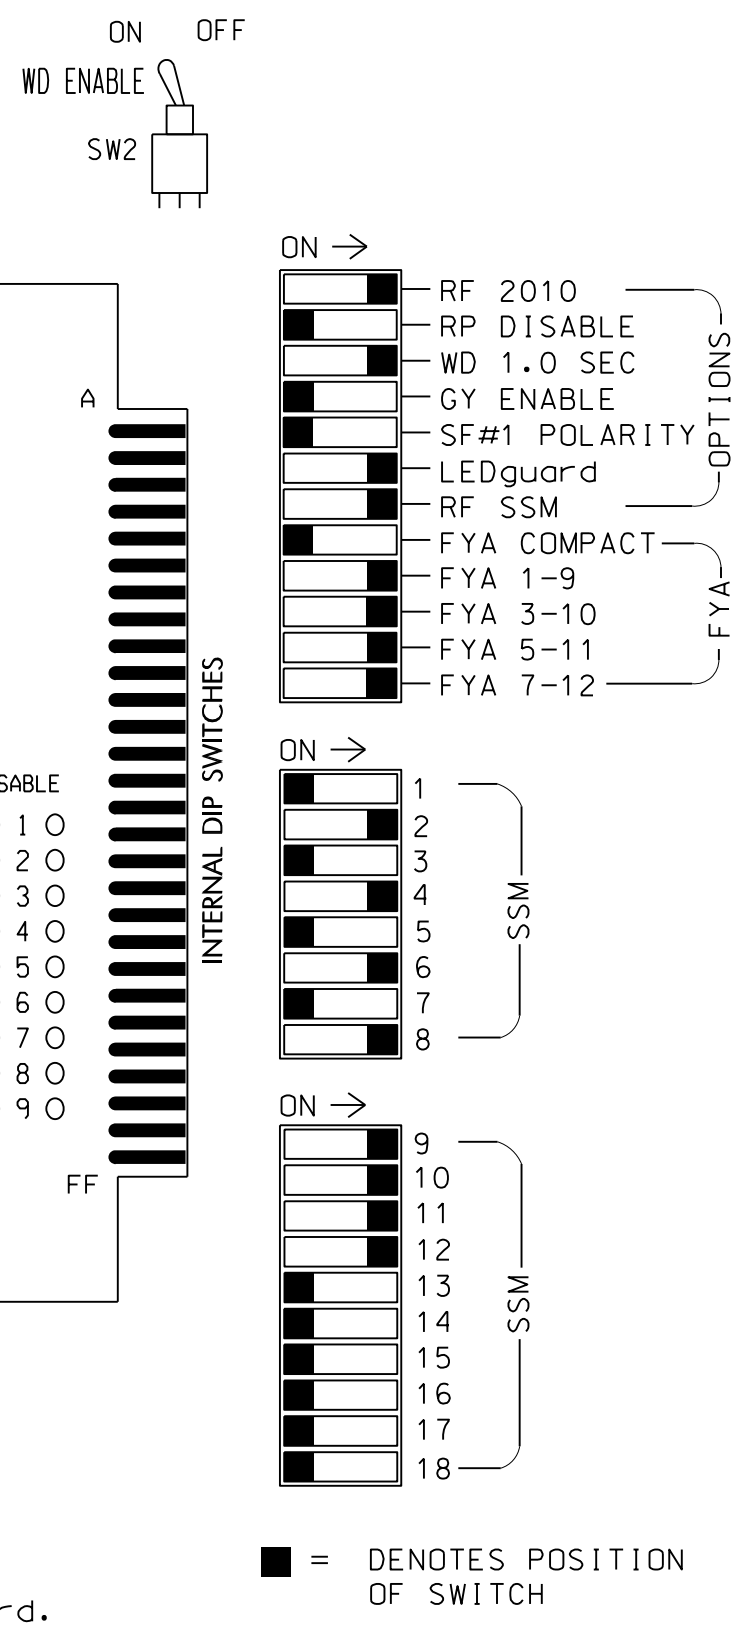 ON OFF
WD ENABLE
SW2
ON →
RF 2010
RP DISABLE
WD 1.0 SEC
GY ENABLE
SF#1 POLARITY
LEDguard
RF SSM
OPTIONS
FYA COMPACT
FYA 1-9
FYA 3-10
FYA 5-11
FYA 7-12
FYA
A
FF
INTERNAL DIP SWITCHES
SABLE
1
2
3
4
5
6
7
8
9
ON →
1
2
3
4
5
6
7
8
SSM
ON →
9
10
11
12
13
14
15
16
17
18
SSM
= DENOTES POSITION
OF SWITCH
rd.